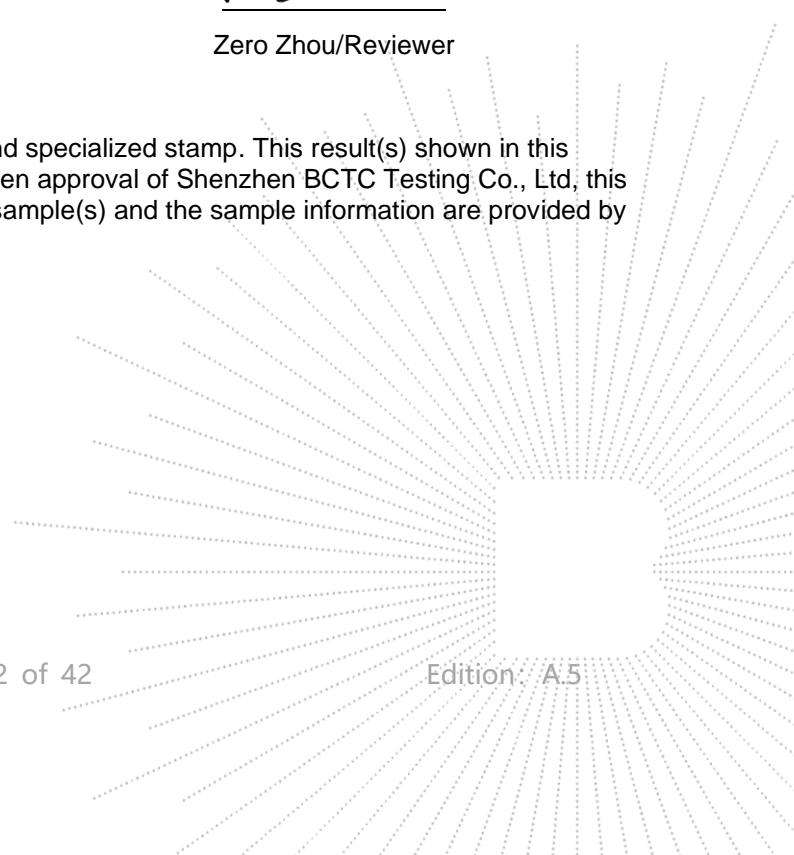 Zero Zhou/Reviewer
nd specialized stamp. This result(s) shown in this
en approval of Shenzhen BCTC Testing Co., Ltd, this
sample(s) and the sample information are provided by
2 of 42
Edition: A.5